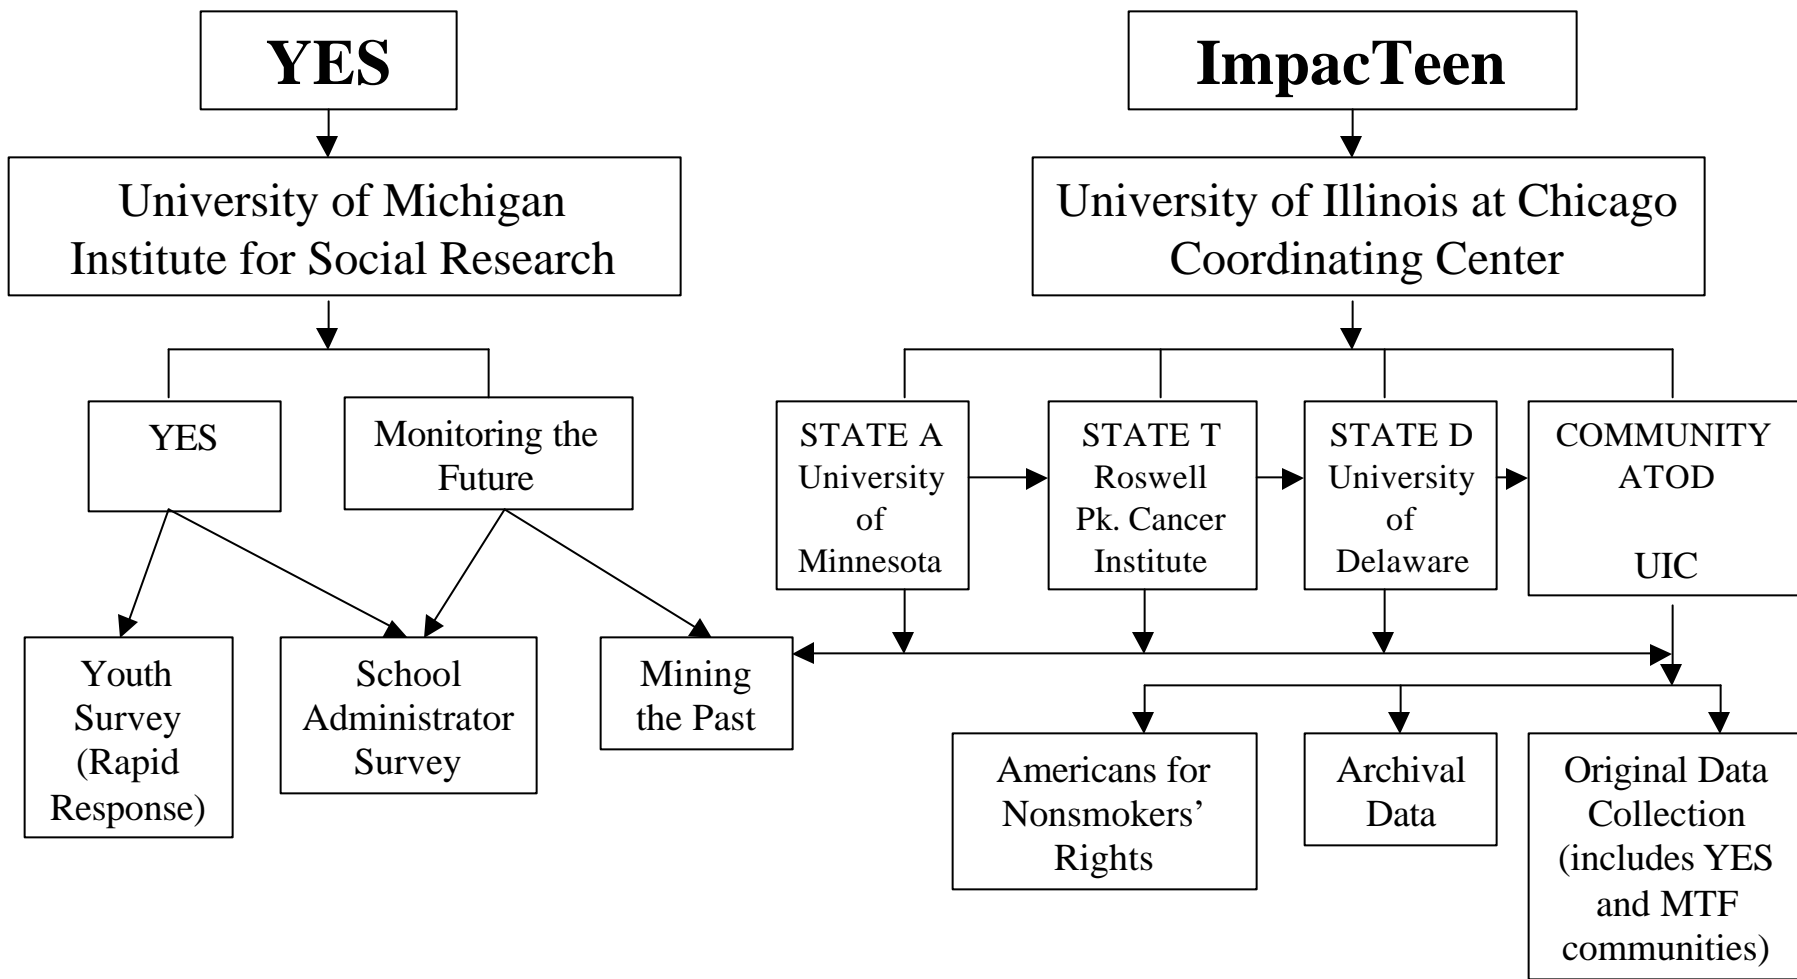 YES
University of Michigan
Institute for Social Research
YES
Monitoring the
Future
Youth
Survey
(Rapid
Response)
School
Administrator
Survey
Mining
the Past
ImpacTeen
University of Illinois at Chicago
Coordinating Center
STATE A
University
of
Minnesota
STATE T
Roswell
Pk. Cancer
Institute
STATE D
University
of
Delaware
COMMUNITY
ATOD
UIC
Americans for
Nonsmokers’
Rights
Archival
Data
Original Data
Collection
(includes YES
and MTF
communities)